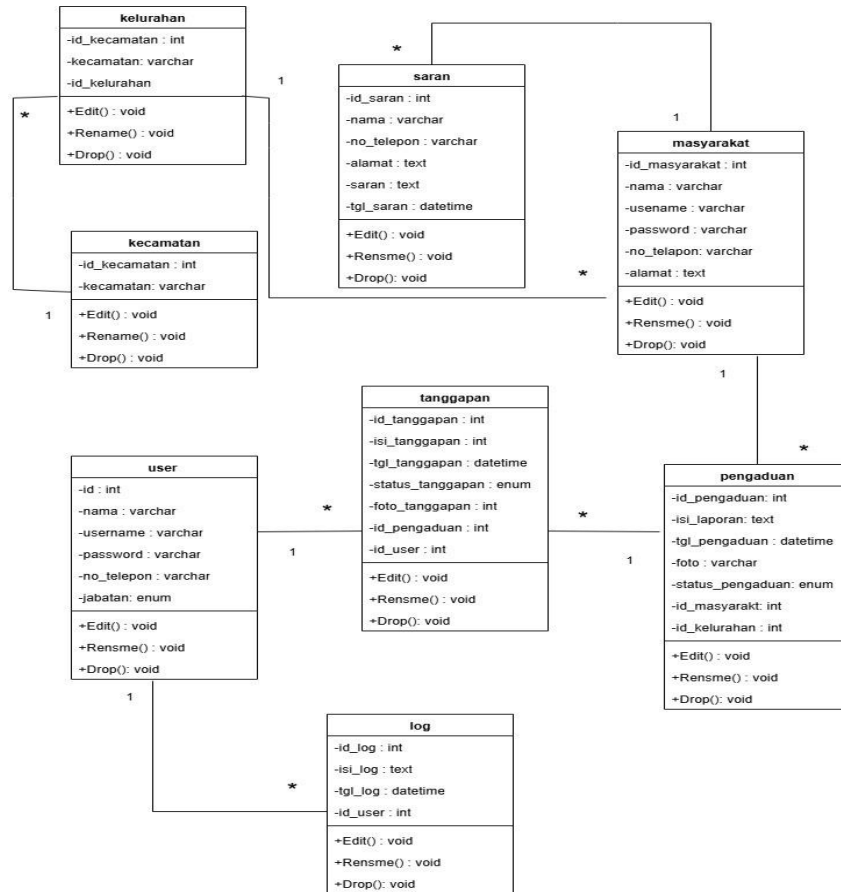 kelurahan
-id_kecamatan : int
-kecamatan: varchar
-id_kelurahan
+Edit() : void
+Rename() : void
+Drop() : void
*
1
kecamatan
-id_kecamatan : int
-kecamatan: varchar
+Edit() : void
+Rename() : void
+Drop() : void
1
*
saran
-id_saran : int
-nama : varchar
-no_telepon : varchar
-alamat : text
-saran : text
-tgl_saran : datetime
+Edit() : void
+Rensme() : void
+Drop(): void
*
1
masyarakat
-id_masyarakat : int
-nama : varchar
-usename : varchar
-password : varchar
-no_telapon: varchar
-alamat : text
+Edit() : void
+Rensme() : void
+Drop(): void
1
*
tanggapan
-id_tanggapan : int
-isi_tanggapan : int
-tgl_tanggapan : datetime
-status_tanggapan : enum
-foto_tanggapan : int
-id_pengaduan : int
-id_user : int
+Edit() : void
+Rensme() : void
+Drop(): void
*
1
*
1
user
-id : int
-nama : varchar
-username : varchar
-password : varchar
-no_telepon : varchar
-jabatan: enum
+Edit() : void
+Rensme() : void
+Drop(): void
1
pengaduan
-id_pengaduan: int
-isi_laporan: text
-tgl_pengaduan : datetime
-foto : varchar
-status_pengaduan: enum
-id_masyarakt: int
-id_kelurahan : int
+Edit() : void
+Rensme() : void
+Drop(): void
*
log
-id_log : int
-isi_log : text
-tgl_log : datetime
-id_user : int
+Edit() : void
+Rensme() : void
+Drop(): void